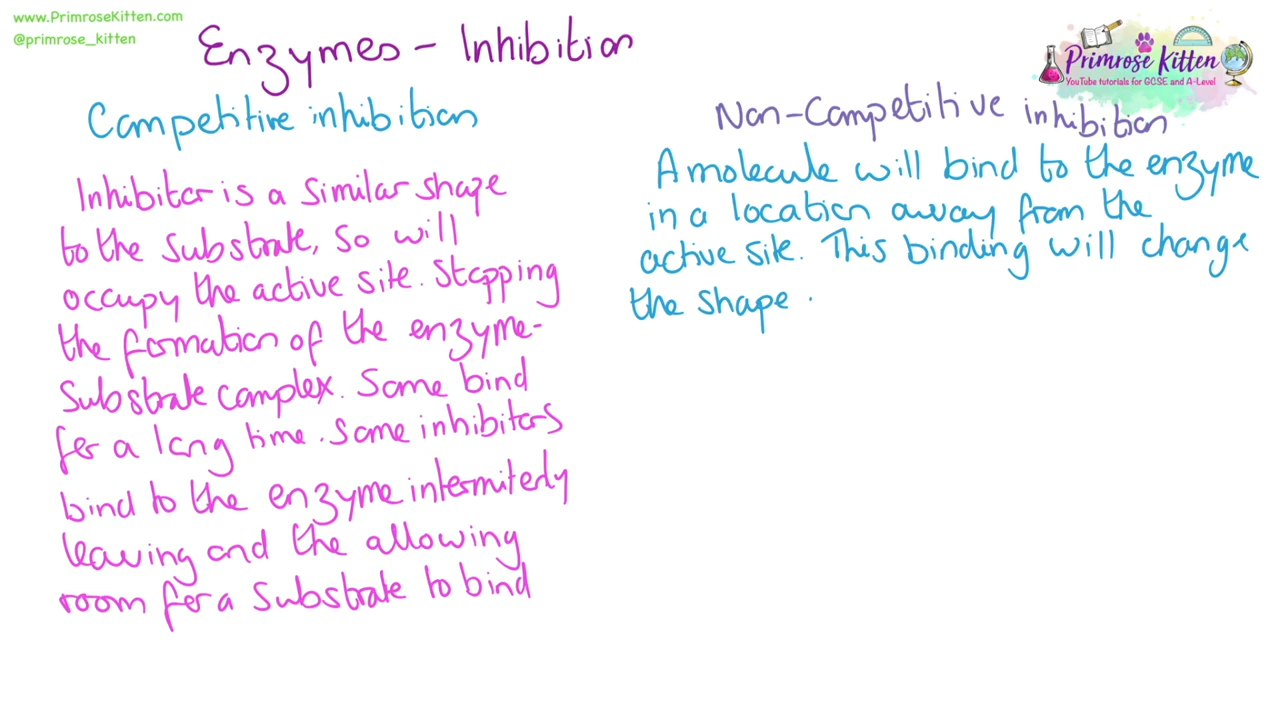 www.PrimroseKitten.com
@primrose_kitten
Enzymes - Inhibition
Primrose Kitten
YouTube tutorials for GCSE and A-Level
Competitive inhibition
Inhibitor is a similar shape
to the substrate, so will
occupy the active site. Stopping
the formation of the enzyme-
substrate complex. Some bind
for a long time. Some inhibitors
bind to the enzyme intermitedly
leaving and the allowing
room for a substrate to bind
Non-Competitive inhibition
A molecule will bind to the enzyme
in a location away from the
active site. This binding will change
the shape.